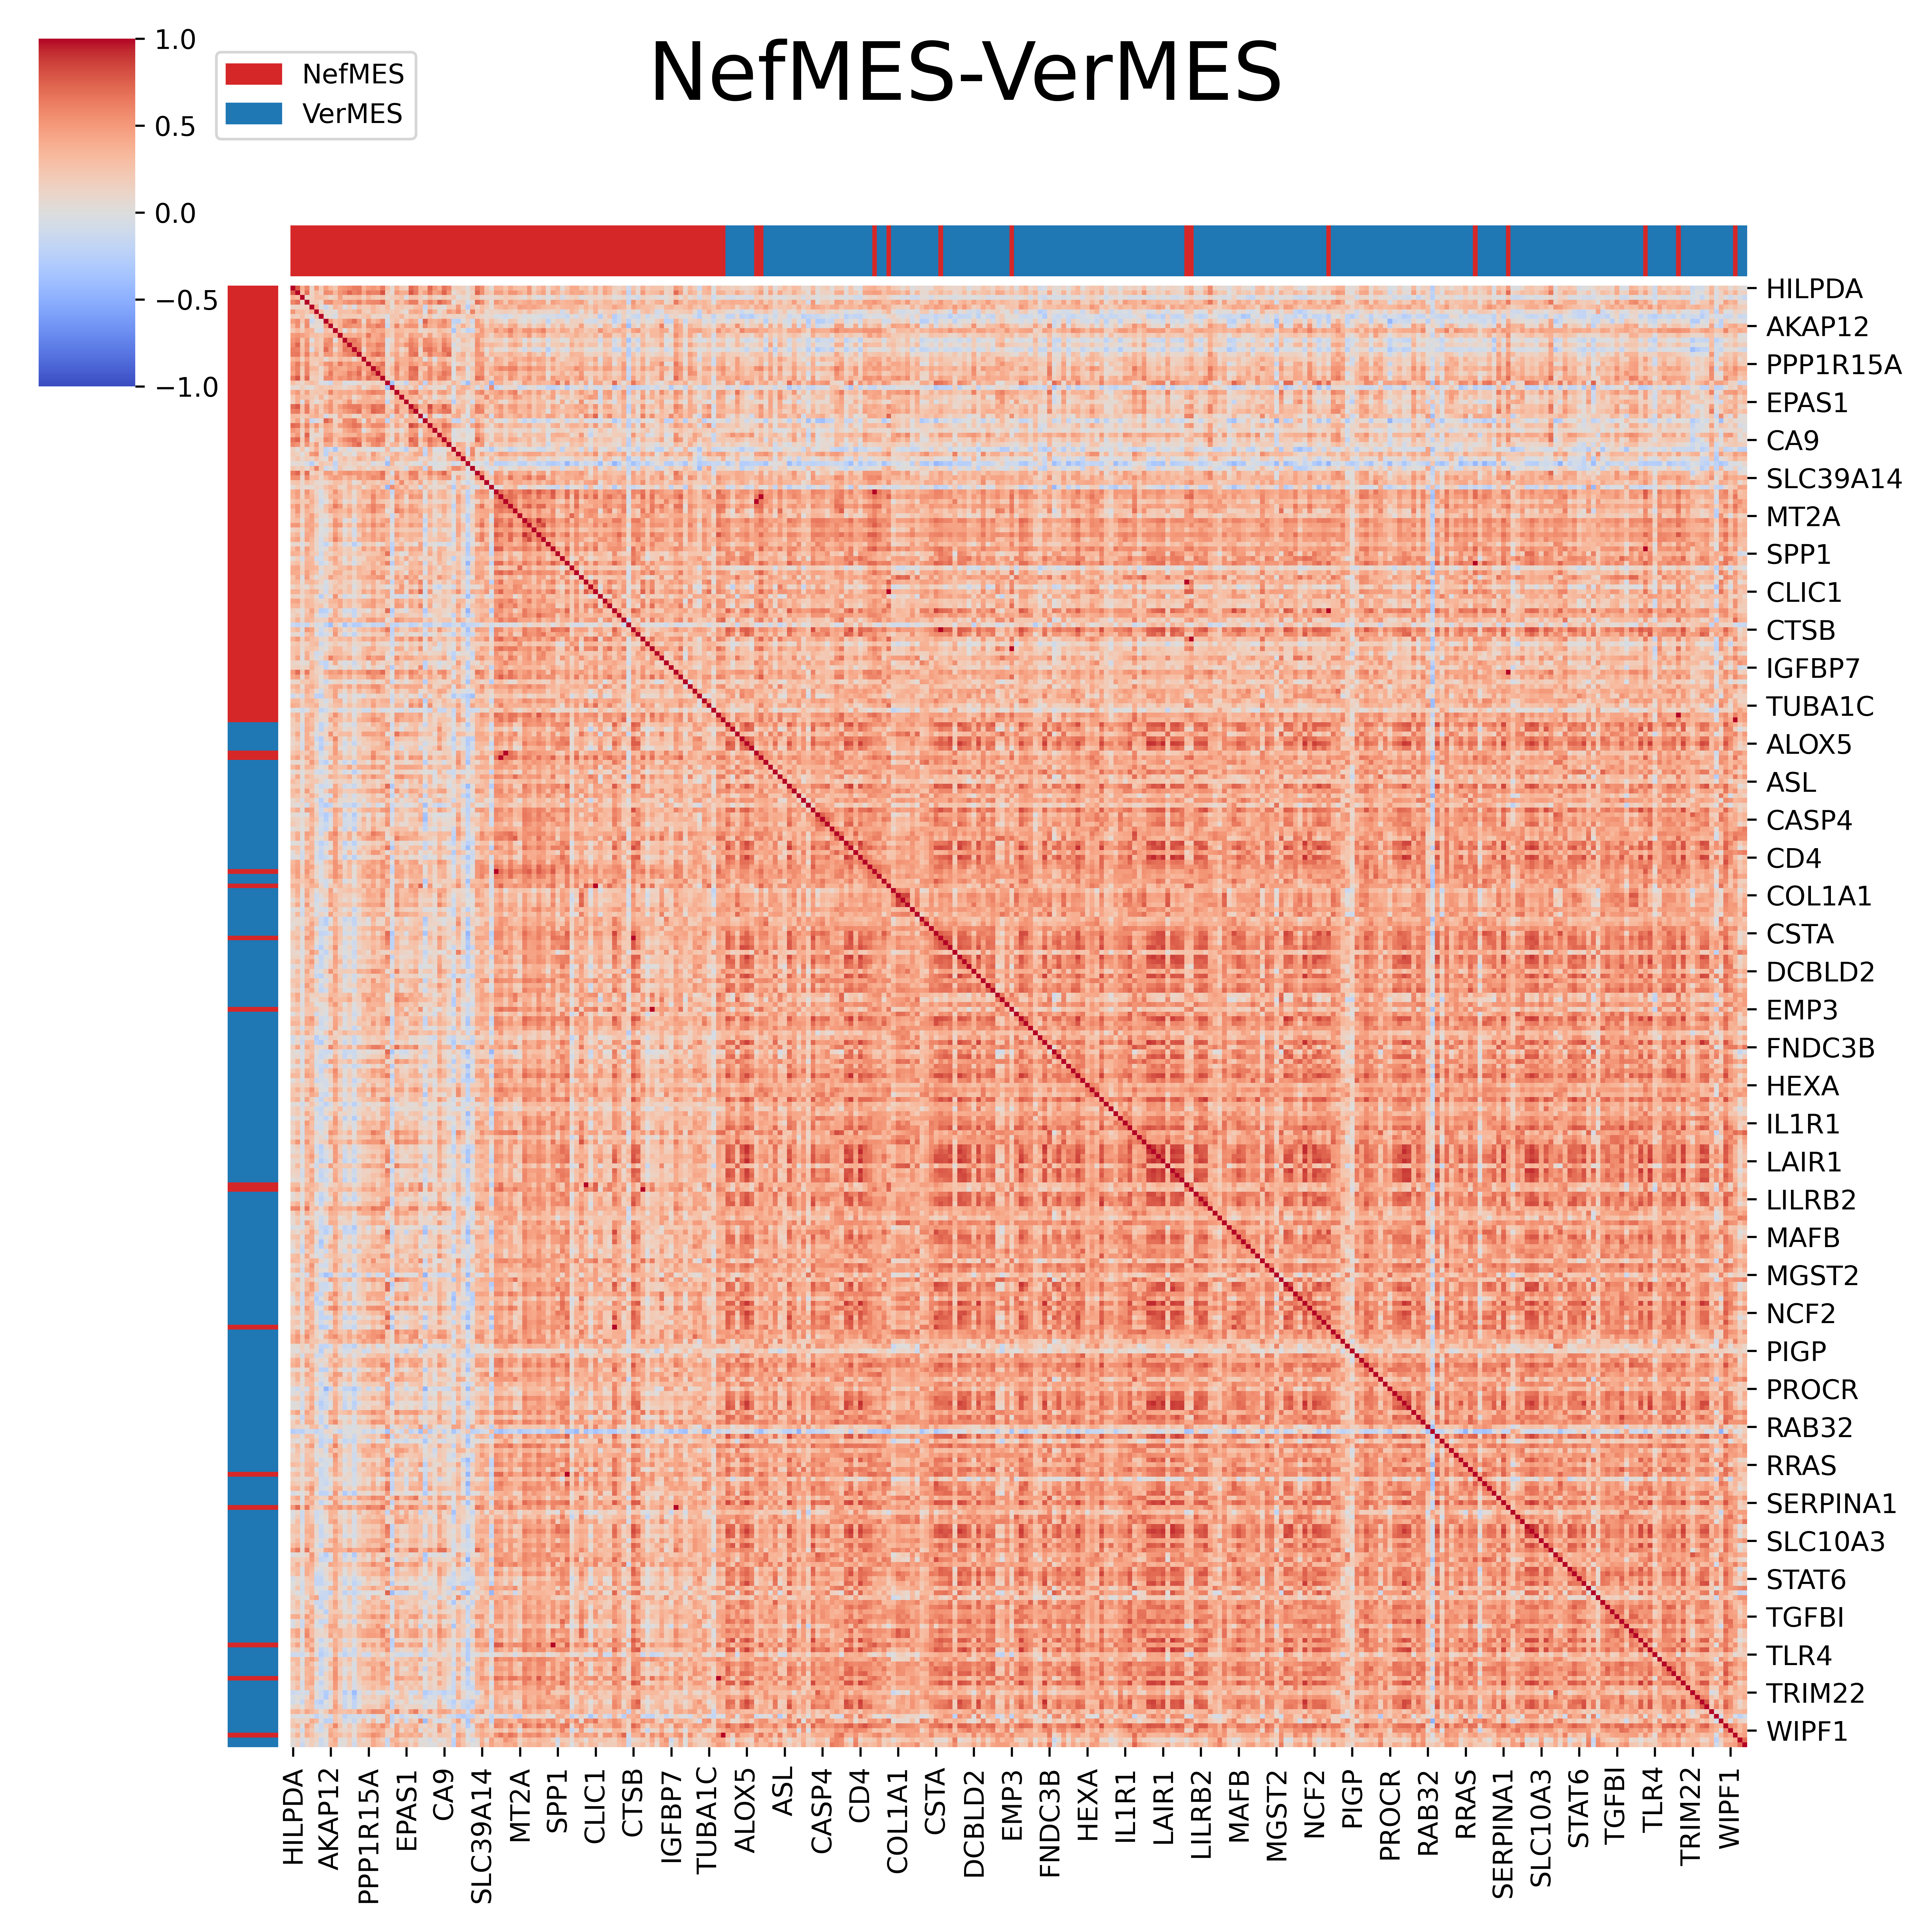 NefMES-VerMES
1.0
0.5
0.0
−0.5
−1.0
NefMES
VerMES
HILPDA
AKAP12
PPP1R15A
EPAS1
CA9
SLC39A14
MT2A
SPP1
CLIC1
CTSB
IGFBP7
TUBA1C
ALOX5
ASL
CASP4
CD4
COL1A1
CSTA
DCBLD2
EMP3
FNDC3B
HEXA
IL1R1
LAIR1
LILRB2
MAFB
MGST2
NCF2
PIGP
PROCR
RAB32
RRAS
SERPINA1
SLC10A3
STAT6
TGFBI
TLR4
TRIM22
WIPF1
HILPDA
AKAP12
PPP1R15A
EPAS1
CA9
SLC39A14
MT2A
SPP1
CLIC1
CTSB
IGFBP7
TUBA1C
ALOX5
ASL
CASP4
CD4
COL1A1
CSTA
DCBLD2
EMP3
FNDC3B
HEXA
IL1R1
LAIR1
LILRB2
MAFB
MGST2
NCF2
PIGP
PROCR
RAB32
RRAS
SERPINA1
SLC10A3
STAT6
TGFBI
TLR4
TRIM22
WIPF1